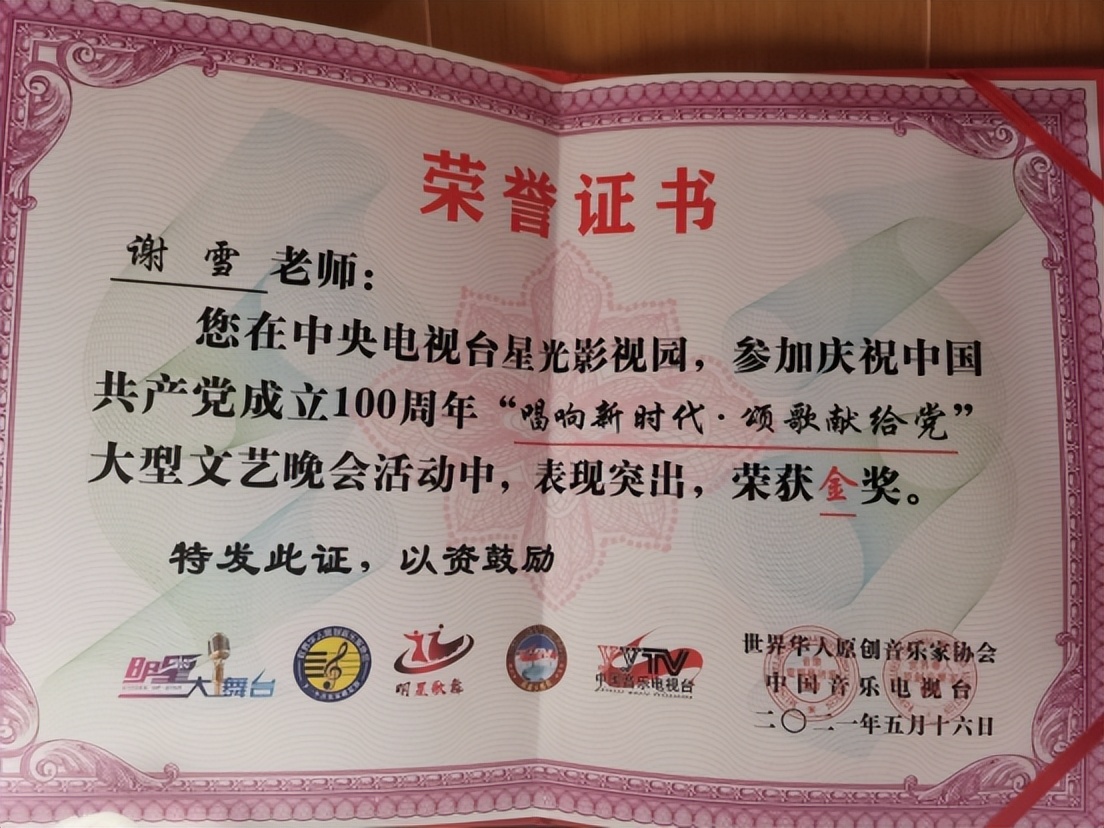 荣誉证书
谢 雪 老师：
您在中央电视台星光影视园，参加庆祝中国
共产党成立100周年“唱响新时代·颂歌献给党”
大型文艺晚会活动中，表现突出，荣获金奖。
特发此证，以资鼓励
明星大舞台
明星歌舞
TV
中国音乐电视台
世界华人原创音乐家协会
中国音乐电视台
二〇二一年五月十六日